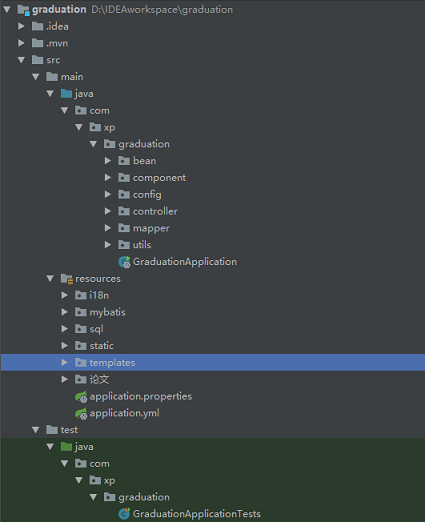 graduation D:\IDEAworkspace\graduation
.idea
.mvn
src
main
java
com
xp
graduation
bean
component
config
controller
mapper
utils
GraduationApplication
resources
i18n
mybatis
sql
static
templates
论文
application.properties
application.yml
test
java
com
xp
graduation
GraduationApplicationTests